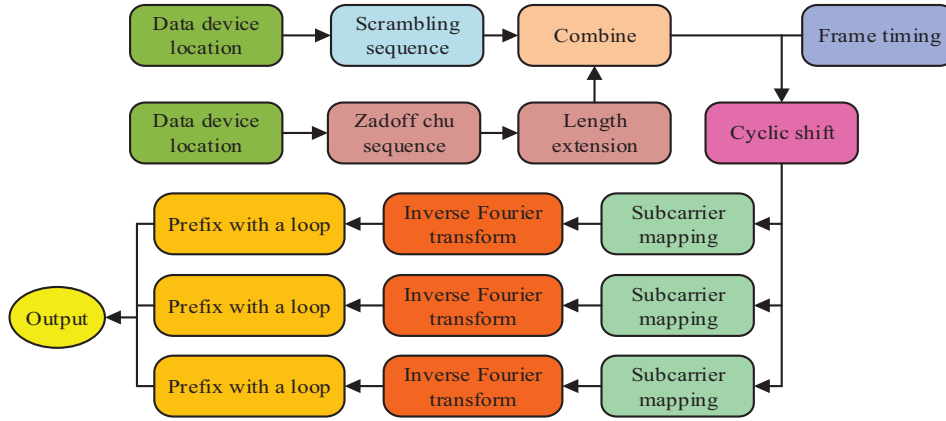 Data device
location
Scrambling
sequence
Combine
Frame timing
Data device
location
Zadoff chu
sequence
Length
extension
Cyclic shift
Prefix with a loop
Inverse Fourier
transform
Subcarrier
mapping
Output
Prefix with a loop
Inverse Fourier
transform
Subcarrier
mapping
Prefix with a loop
Inverse Fourier
transform
Subcarrier
mapping